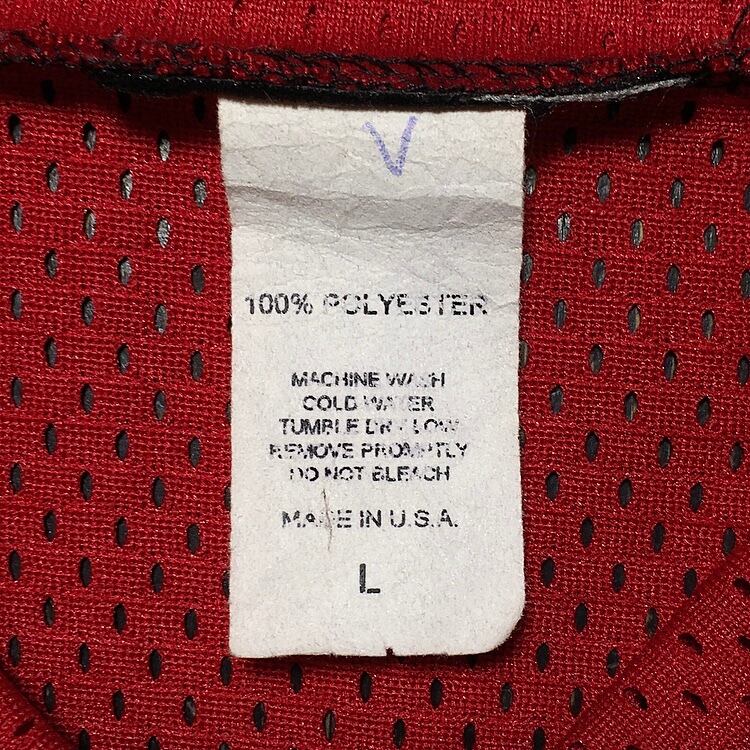 V
100% POLYESTER
MACHINE WASH
COLD WATER
TUMBLE DRY LOW
REMOVE PROMPTLY
DO NOT BLEACH
MADE IN U.S.A.
L